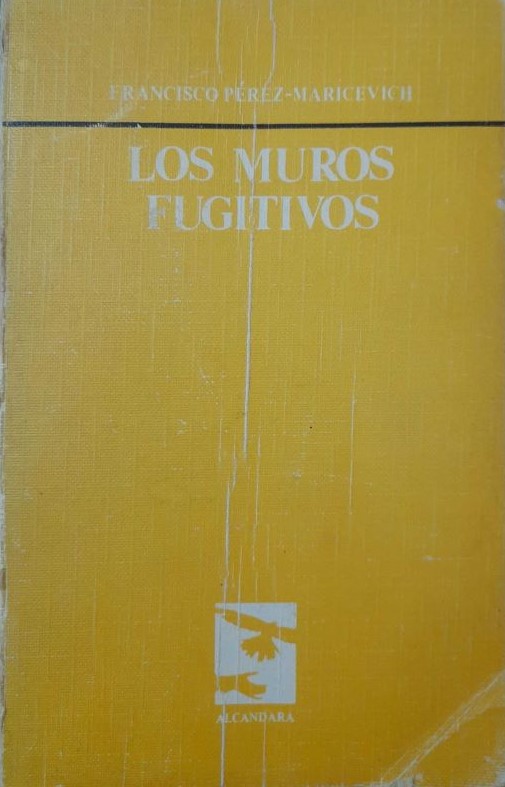 FRANCISCO PÉREZ-MARICEVICH
LOS MUROS
FUGITIVOS
ALCANDARA